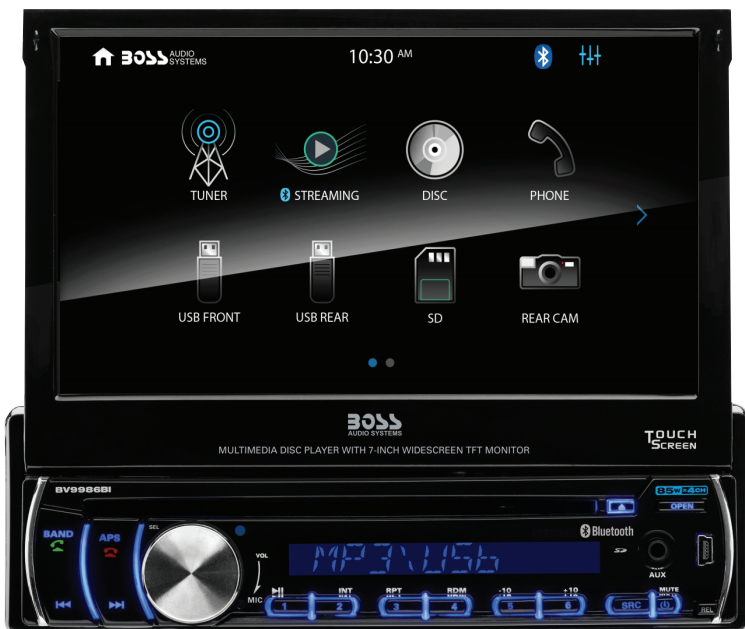 BOSS AUDIO SYSTEMS 10:30 AM
TUNER STREAMING DISC PHONE
USB FRONT USB REAR SD REAR CAM
BOSS
AUDIO SYSTEMS
MULTIMEDIA DISC PLAYER WITH 7-INCH WIDESCREEN TFT MONITOR
TOUCH SCREEN
BV9986BI 85W x 4CH
OPEN
BAND APS SEL Bluetooth
VOL MP3\USb SD AUX
MIC INT RPT RDM -10 +10 MUTE
1 2 3 4 5 6 SRC REL